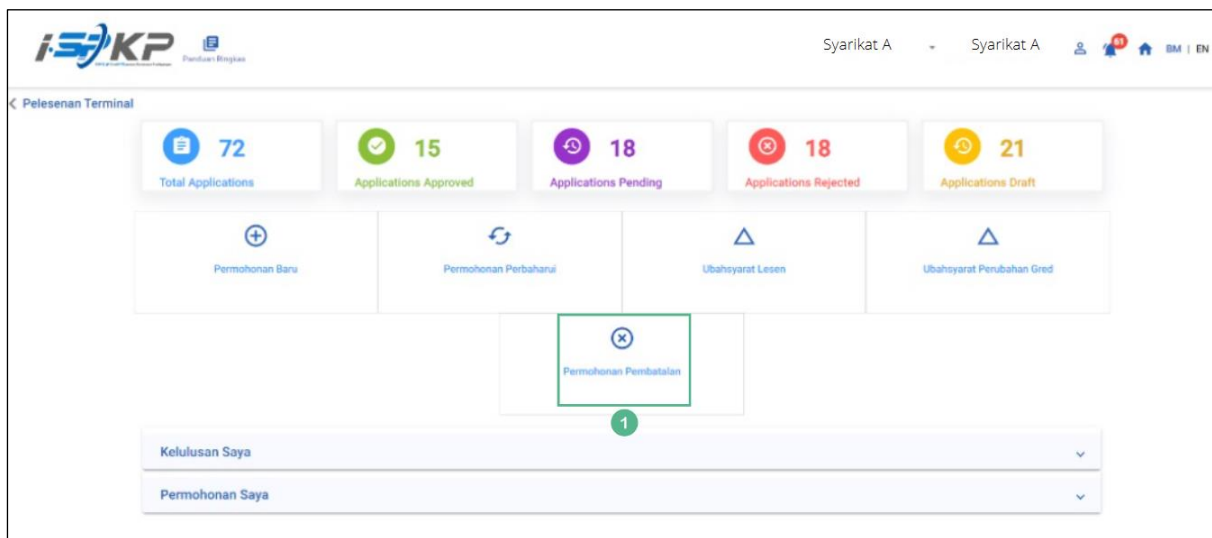 i-SPKP
Panduan Ringkas
Syarikat A - Syarikat A
61
BM | EN
Pelesenan Terminal
72
Total Applications
15
Applications Approved
18
Applications Pending
18
Applications Rejected
21
Applications Draft
Permohonan Baru
Permohonan Perbaharui
Ubahsyarat Lesen
Ubahsyarat Perubahan Gred
Permohonan Pembatalan
1
Kelulusan Saya
Permohonan Saya